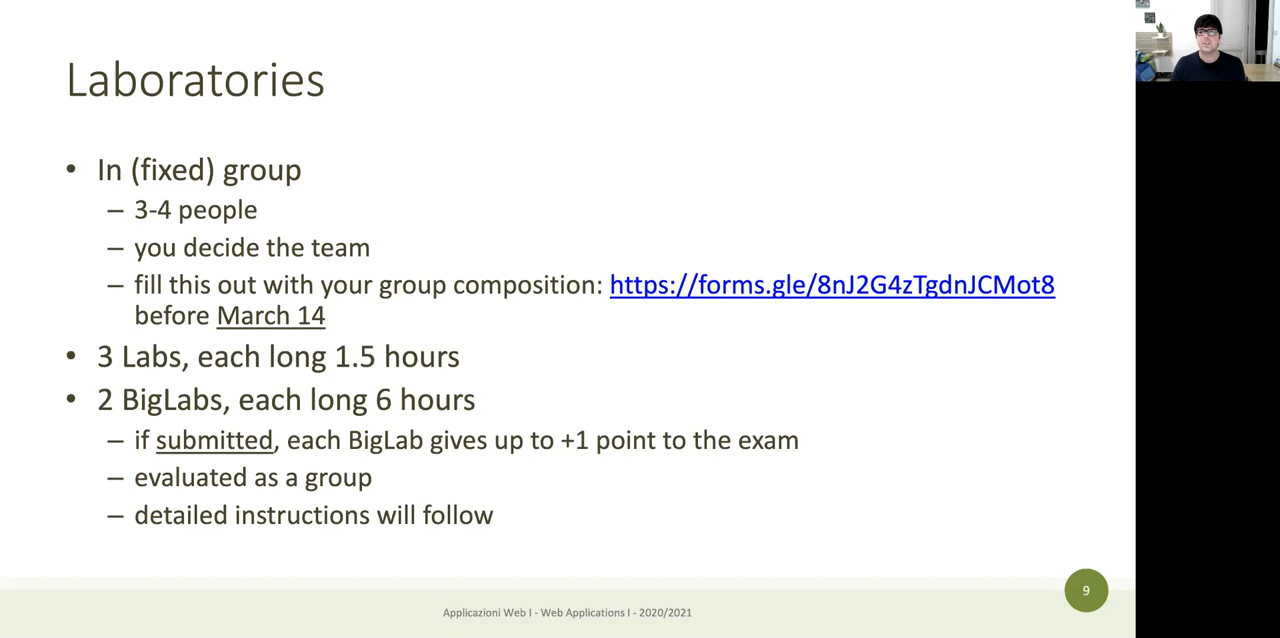 Laboratories
• In (fixed) group
– 3-4 people
– you decide the team
– fill this out with your group composition: https://forms.gle/8nJ2G4zTgdnJCMot8
before March 14
• 3 Labs, each long 1.5 hours
• 2 BigLabs, each long 6 hours
– if submitted, each BigLab gives up to +1 point to the exam
– evaluated as a group
– detailed instructions will follow
9
Applicazioni Web I - Web Applications I - 2020/2021